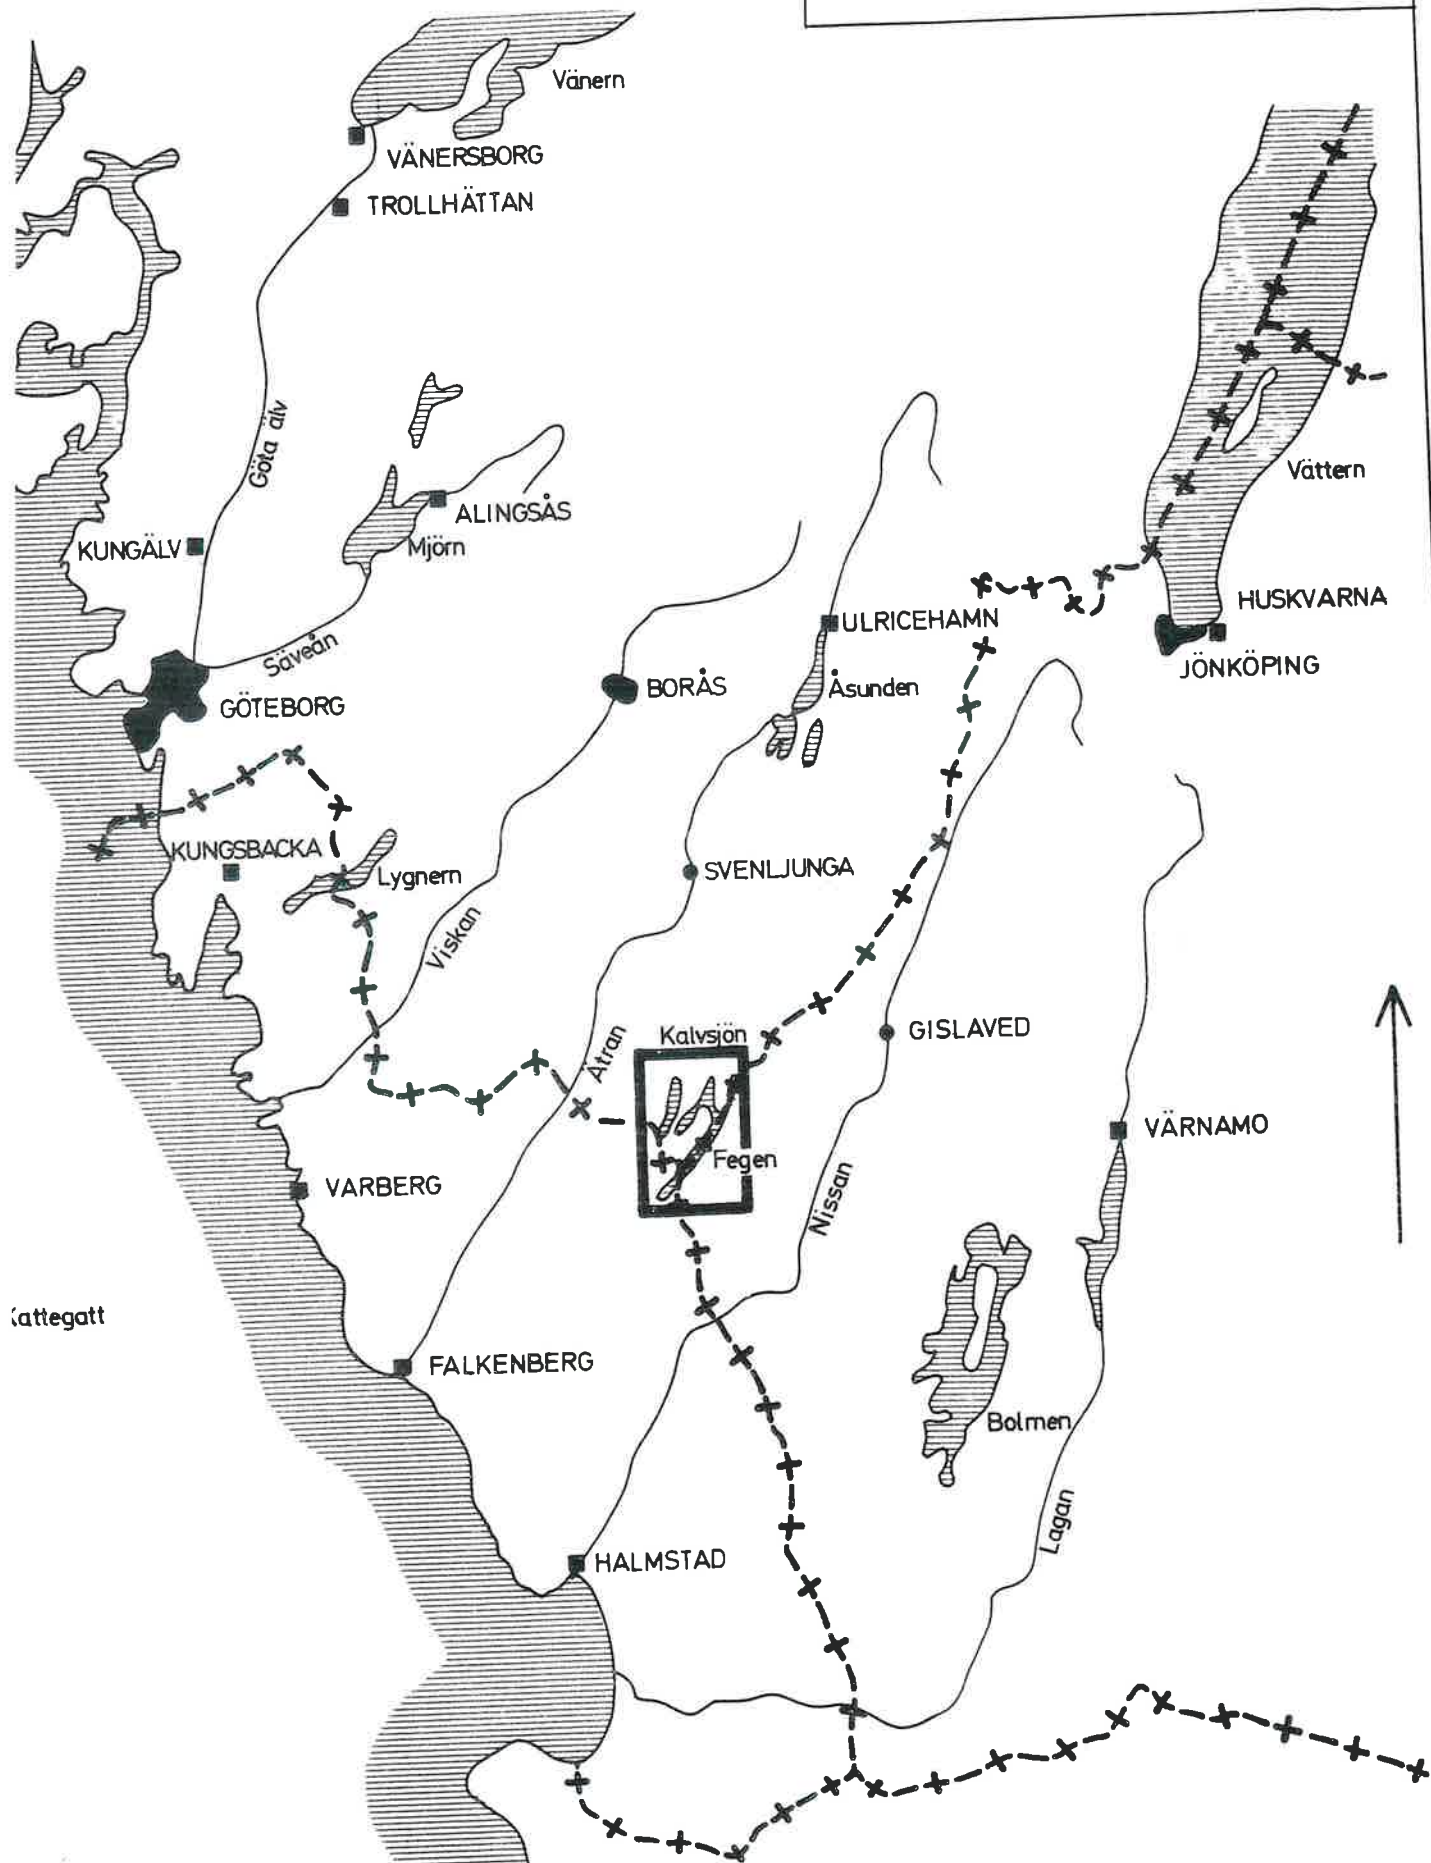 Vänern
VÄNERSBORG
TROLLHÄTTAN
Göta älv
Vättern
ALINGSÅS
KUNGÄLV
Mjörn
HUSKVARNA
ULRICEHAMN
Säveån
JÖNKÖPING
BORÅS
Åsunden
GÖTEBORG
KUNGSBACKA
Lygnern
SVENLJUNGA
Viskan
GISLAVED
Kalvsjön
Ätran
VÄRNAMO
Fegen
VARBERG
Nissan
attegatt
FALKENBERG
Bolmen
Lagan
HALMSTAD